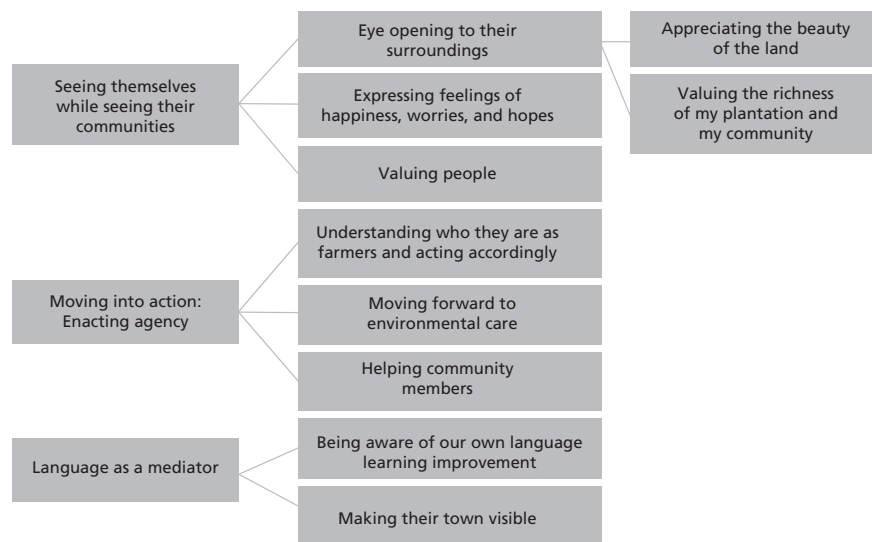 Seeing themselves
while seeing their
communities
Eye opening to their
surroundings
Appreciating the beauty
of the land
Valuing the richness
of my plantation and
my community
Expressing feelings of
happiness, worries, and hopes
Valuing people
Moving into action:
Enacting agency
Understanding who they are as
farmers and acting accordingly
Moving forward to
environmental care
Helping community
members
Language as a mediator
Being aware of our own language
learning improvement
Making their town visible